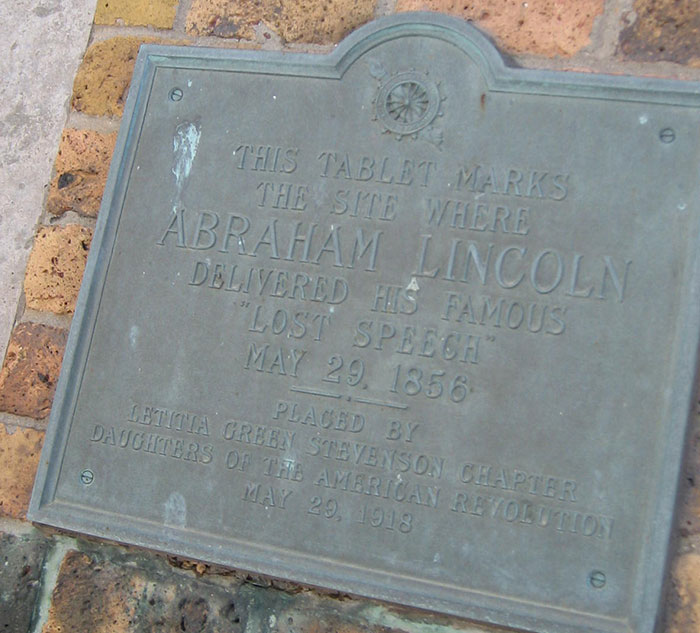 THIS TABLET MARKS
THE SITE WHERE
ABRAHAM LINCOLN
DELIVERED HIS FAMOUS
"LOST SPEECH"
MAY 29, 1856
PLACED BY
LETITIA GREEN STEVENSON CHAPTER
DAUGHTERS OF THE AMERICAN REVOLUTION
MAY 29, 1918